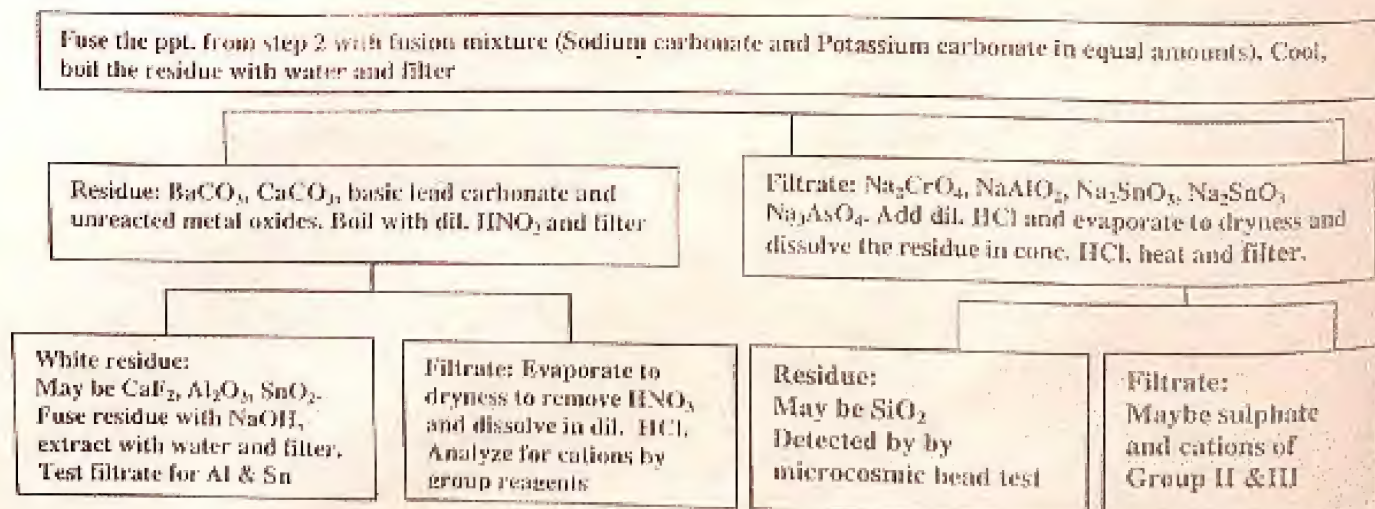 Fuse the ppt. from step 2 with fusion mixture (Sodium carbonate and Potassium carbonate in equal amounts). Cool,
boil the residue with water and filter
Residue: BaCO₃, CaCO₃, basic lead carbonate and
unreacted metal oxides. Boil with dil. HNO₃ and filter
Filtrate: Na₂CrO₄, NaAlO₂, Na₂SnO₃, Na₂SnO₃
Na₃AsO₄. Add dil. HCl and evaporate to dryness and
dissolve the residue in conc. HCl, heat and filter.
White residue:
May be CaF₂, Al₂O₃, SnO₂.
Fuse residue with NaOH,
extract with water and filter.
Test filtrate for Al & Sn
Filtrate: Evaporate to
dryness to remove HNO₃
and dissolve in dil. HCl.
Analyze for cations by
group reagents
Residue:
May be SiO₂
Detected by by
microcosmic bead test
Filtrate:
Maybe sulphate
and cations of
Group II &III